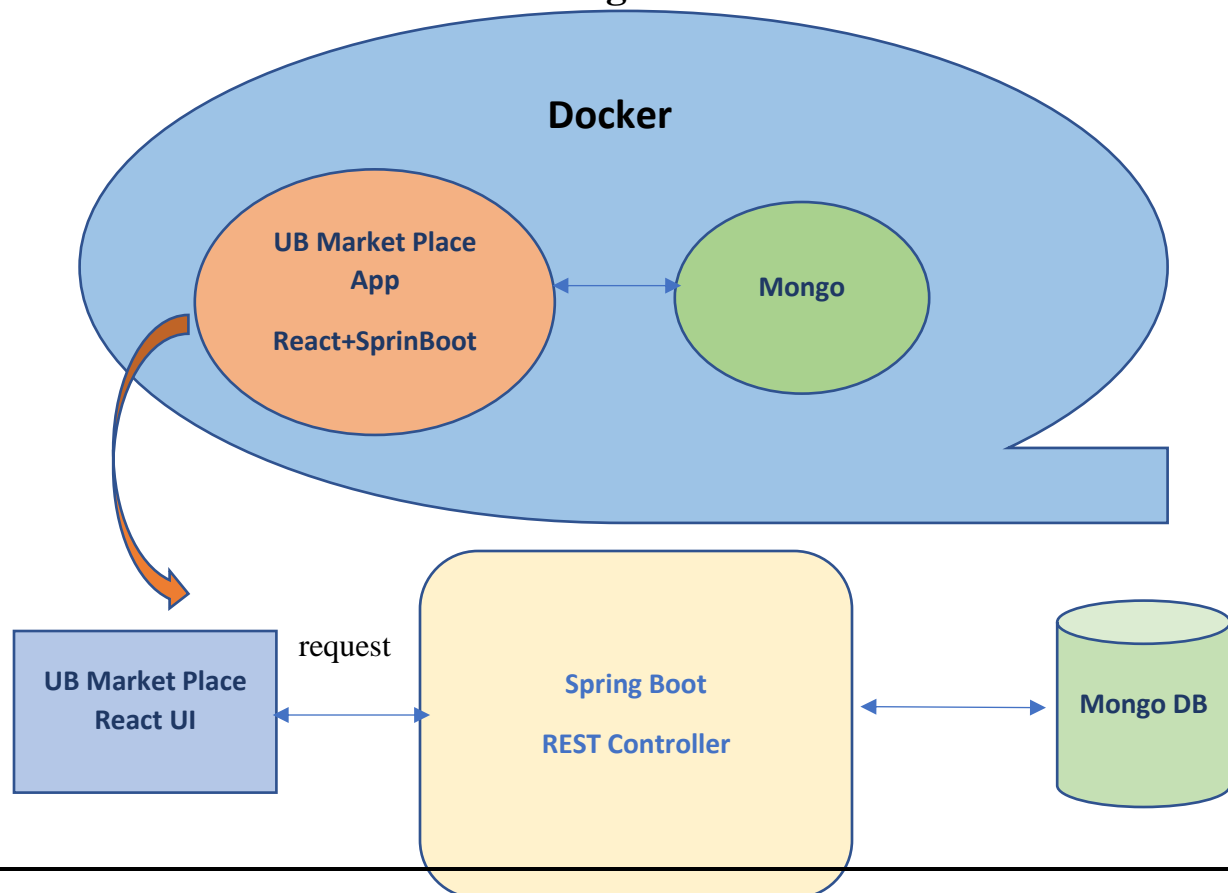 Docker
UB Market Place
App
React+SprinBoot
Mongo
request
UB Market Place
React UI
Spring Boot
REST Controller
Mongo DB